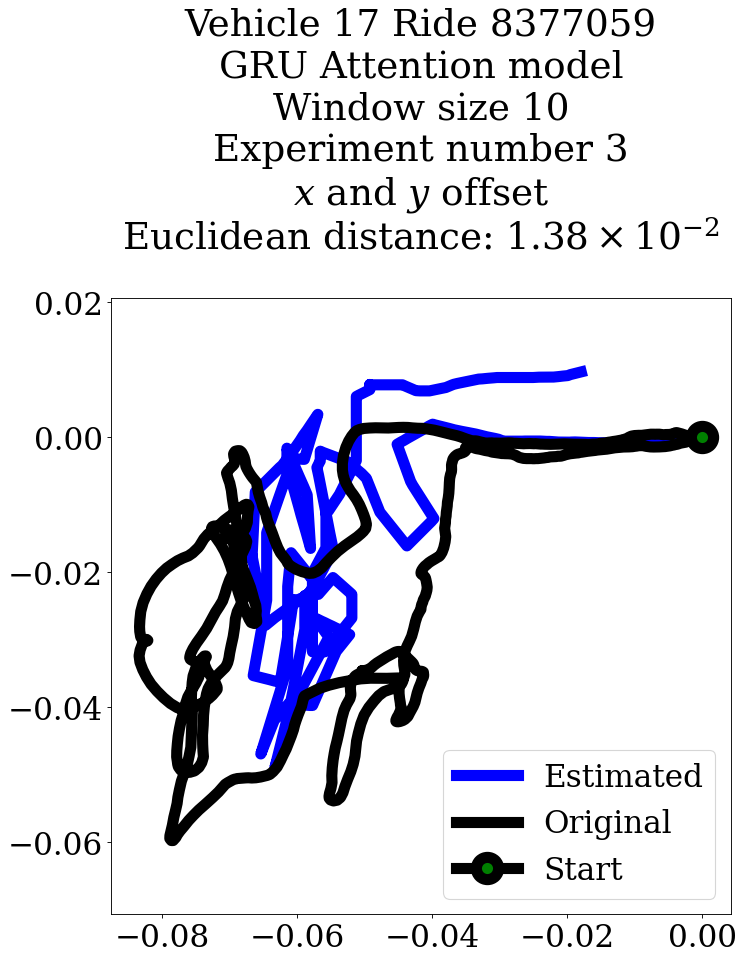 Vehicle 17 Ride 8377059
GRU Attention model
Window size 10
Experiment number 3
x and y offset
Euclidean distance: 1.38 × 10⁻²
0.02
0.00
−0.02
−0.04
−0.06
Estimated
Original
Start
−0.08 −0.06 −0.04 −0.02 0.00